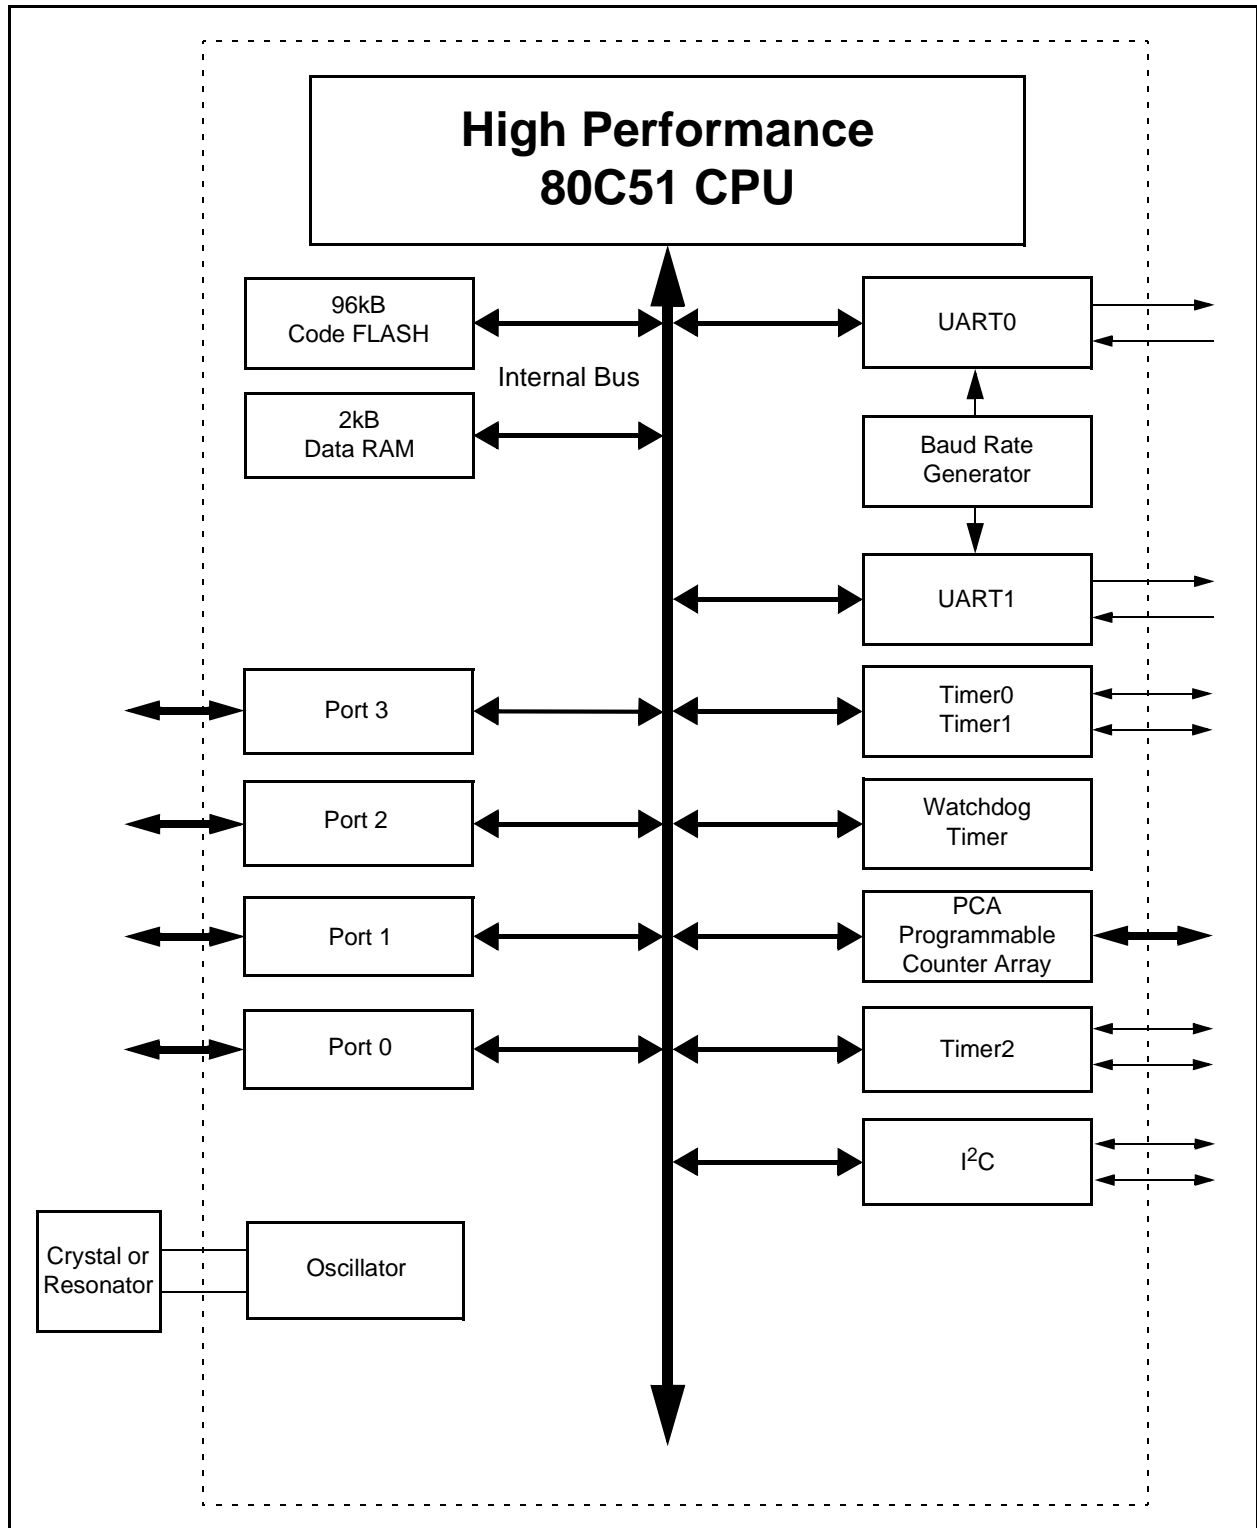 High Performance
80C51 CPU
96kB
Code FLASH
UART0
Internal Bus
2kB
Data RAM
Baud Rate
Generator
UART1
Port 3
Timer0
Timer1
Port 2
Watchdog
Timer
Port 1
PCA
Programmable
Counter Array
Port 0
Timer2
I²C
Crystal or
Resonator
Oscillator